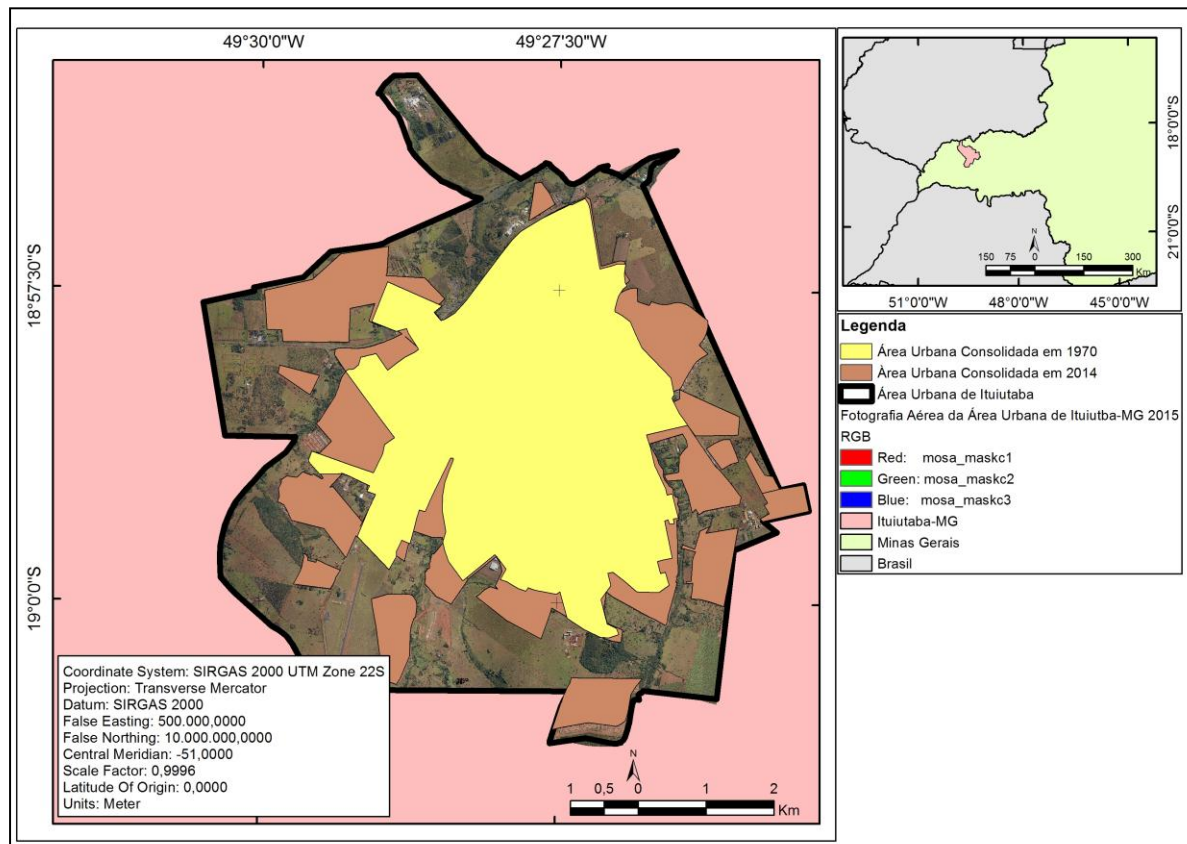 49°30'0"W
49°27'30"W
18°57'30"S
19°0'0"S
Coordinate System: SIRGAS 2000 UTM Zone 22S
Projection: Transverse Mercator
Datum: SIRGAS 2000
False Easting: 500.000,0000
False Northing: 10.000.000,0000
Central Meridian: -51,0000
Scale Factor: 0,9996
Latitude Of Origin: 0,0000
Units: Meter
N
1 0,5 0 1 2
Km
18°0'0"S
21°0'0"S
N
150 75 0 150 300
Km
51°0'0"W
48°0'0"W
45°0'0"W
Legenda
Área Urbana Consolidada em 1970
Àrea Urbana Consolidada em 2014
Área Urbana de Ituiutaba
Fotografia Aérea da Área Urbana de Ituiutba-MG 2015
RGB
Red: mosa_maskc1
Green: mosa_maskc2
Blue: mosa_maskc3
Ituiutaba-MG
Minas Gerais
Brasil